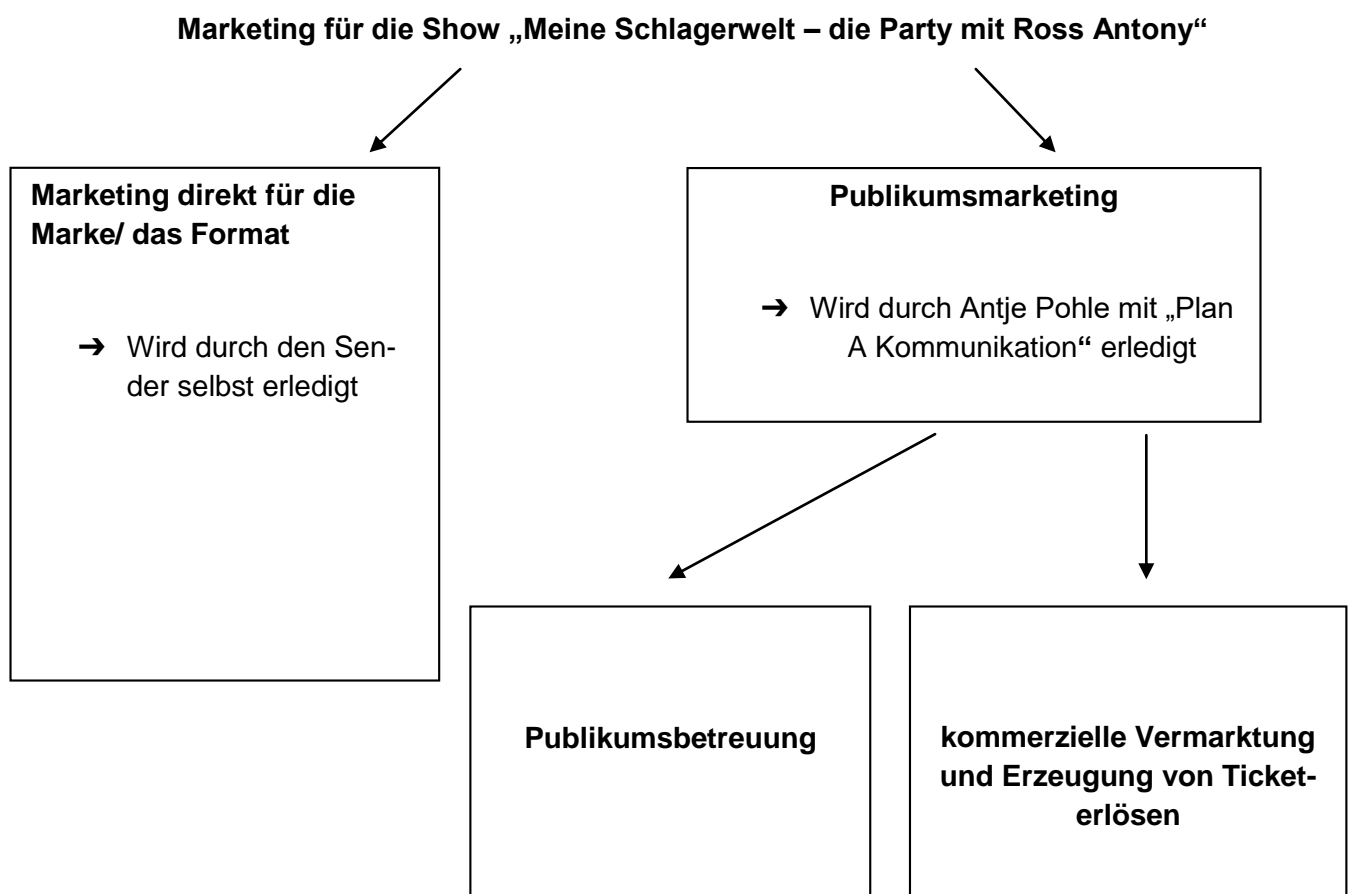 Marketing für die Show „Meine Schlagerwelt – die Party mit Ross Antony“
Marketing direkt für die
Marke/ das Format
➔ Wird durch den Sen-
der selbst erledigt
Publikumsmarketing
➔ Wird durch Antje Pohle mit „Plan
A Kommunikation“ erledigt
Publikumsbetreuung
kommerzielle Vermarktung
und Erzeugung von Ticket-
erlösen